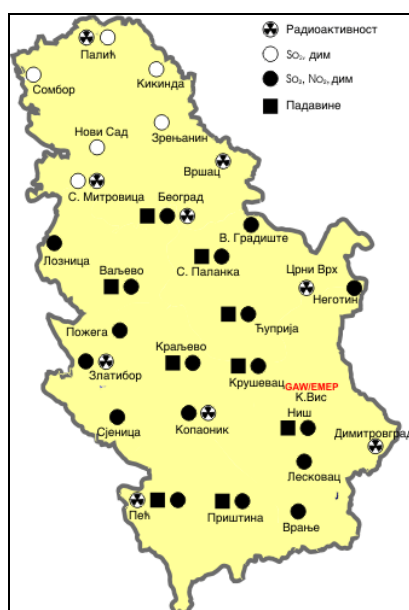 Радиоактивност
Палић
SO₂, дим
Сомбор
Кикинда
SO₂, NO₂, дим
Нови Сад
Зрењанин
Падавине
Вршац
С. Митровица
Београд
В. Градиште
Лозница
С. Паланка
Ваљево
Црни Врх
Неготин
Пожега
Ћуприја
Краљево
Златибор
Крушевац
GAW/EMEP
К.Вис
Сјеница
Копаоник
Ниш
Димитровград
Лесковац
Пећ
Приштина
Врање